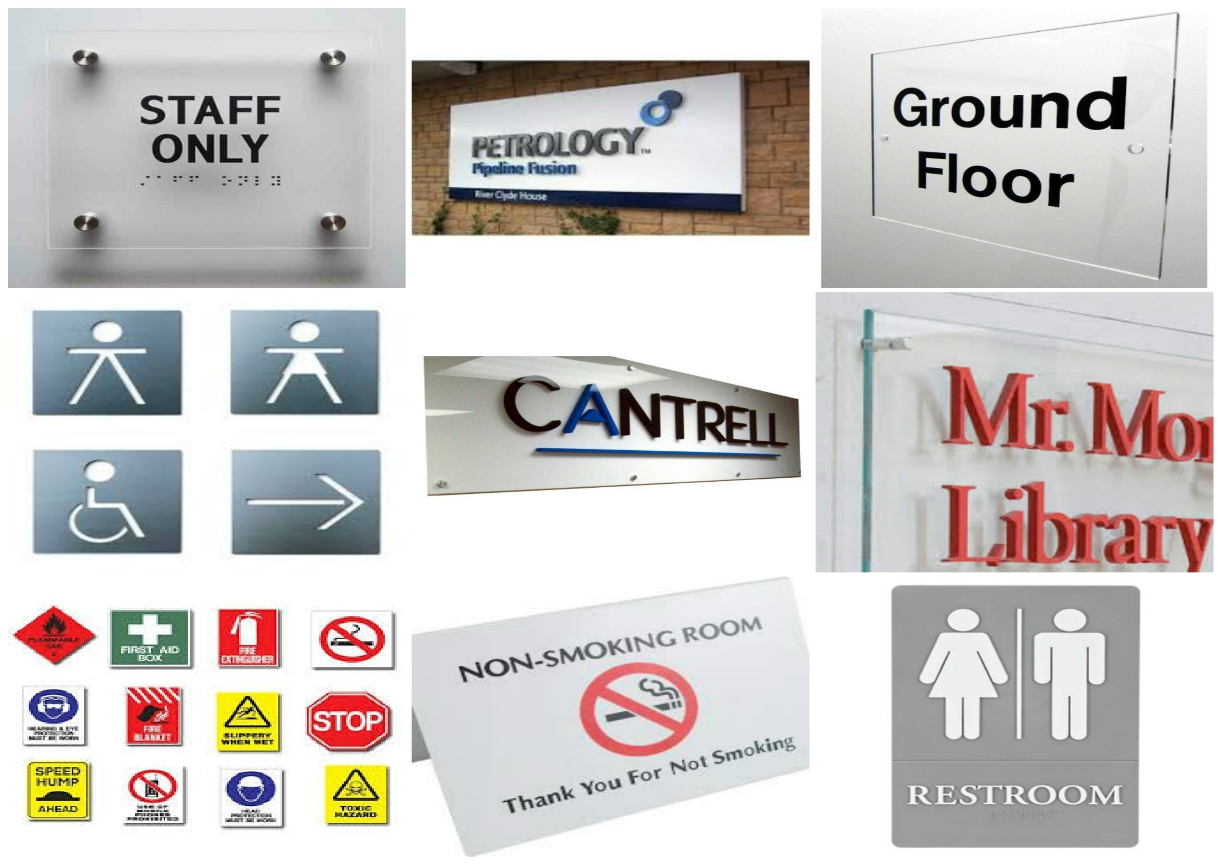 STAFF
ONLY
PETROLOGY™
Pipeline Fusion
River Clyde House
Ground
Floor
CANTRELL
Mr. Mor
Library
FLAMMABLE
GAS
2
FIRST AID
BOX
FIRE
EXTINGUISHER
HEARING & EYE
PROTECTION
MUST BE WORN
FIRE
BLANKET
SLIPPERY
WHEN WET
STOP
SPEED
HUMP
AHEAD
USE OF
MOBILE
PHONES
PROHIBITED
HEAD
PROTECTION
MUST BE WORN
TOXIC
HAZARD
NON-SMOKING ROOM
Thank You For Not Smoking
RESTROOM